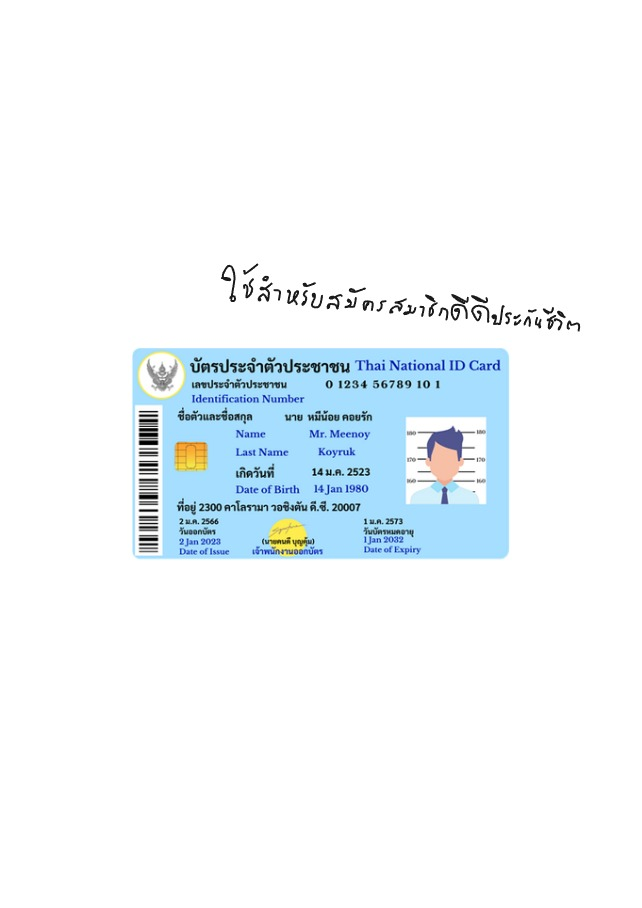 ใช้สำหรับสมัครสมาชิกดีดีประกันชีวิต
บัตรประจำตัวประชาชน Thai National ID Card
เลขประจำตัวประชาชน 0 1234 56789 10 1
Identification Number
ชื่อตัวและชื่อสกุล นาย หมีน้อย คอยรัก
Name Mr. Meenoy
Last Name Koyruk
เกิดวันที่ 14 ม.ค. 2523
Date of Birth 14 Jan 1980
ที่อยู่ 2300 คาโลรามา วอชิงตัน ดี.ซี. 20007
180 180
170 170
160 160
2 ม.ค. 2566 1 ม.ค. 2573
วันออกบัตร วันบัตรหมดอายุ
2 Jan 2023 (นายคนดี บุญคุ้ม) 1 Jan 2032
Date of Issue เจ้าพนักงานออกบัตร Date of Expiry